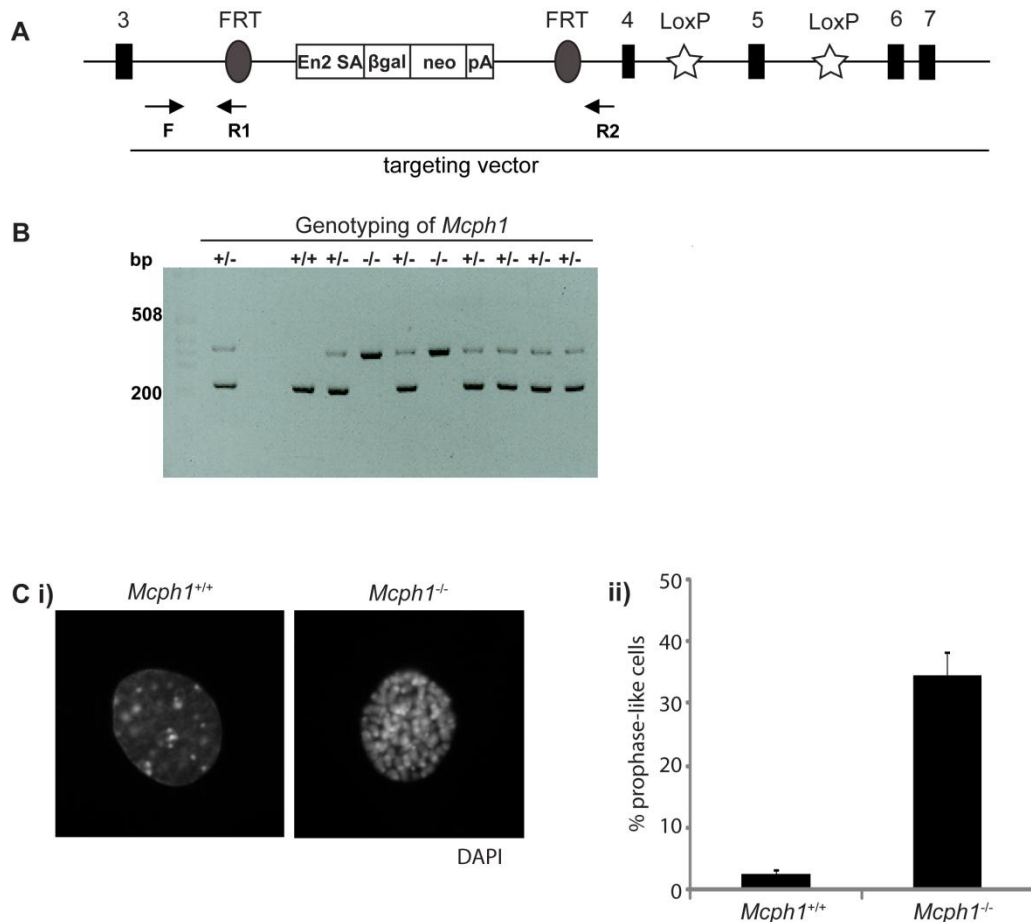 A
3 FRT FRT 4 LoxP 5 LoxP 6 7
En2 SA βgal neo pA
F R1 R2
targeting vector
B
Genotyping of Mcph1
bp +/- +/+ +/- -/- +/- -/- +/- +/- +/- +/-
508
200
C i) Mcph1+/+ Mcph1-/-
DAPI
ii)
% prophase-like cells
50
40
30
20
10
0
Mcph1+/+ Mcph1-/-